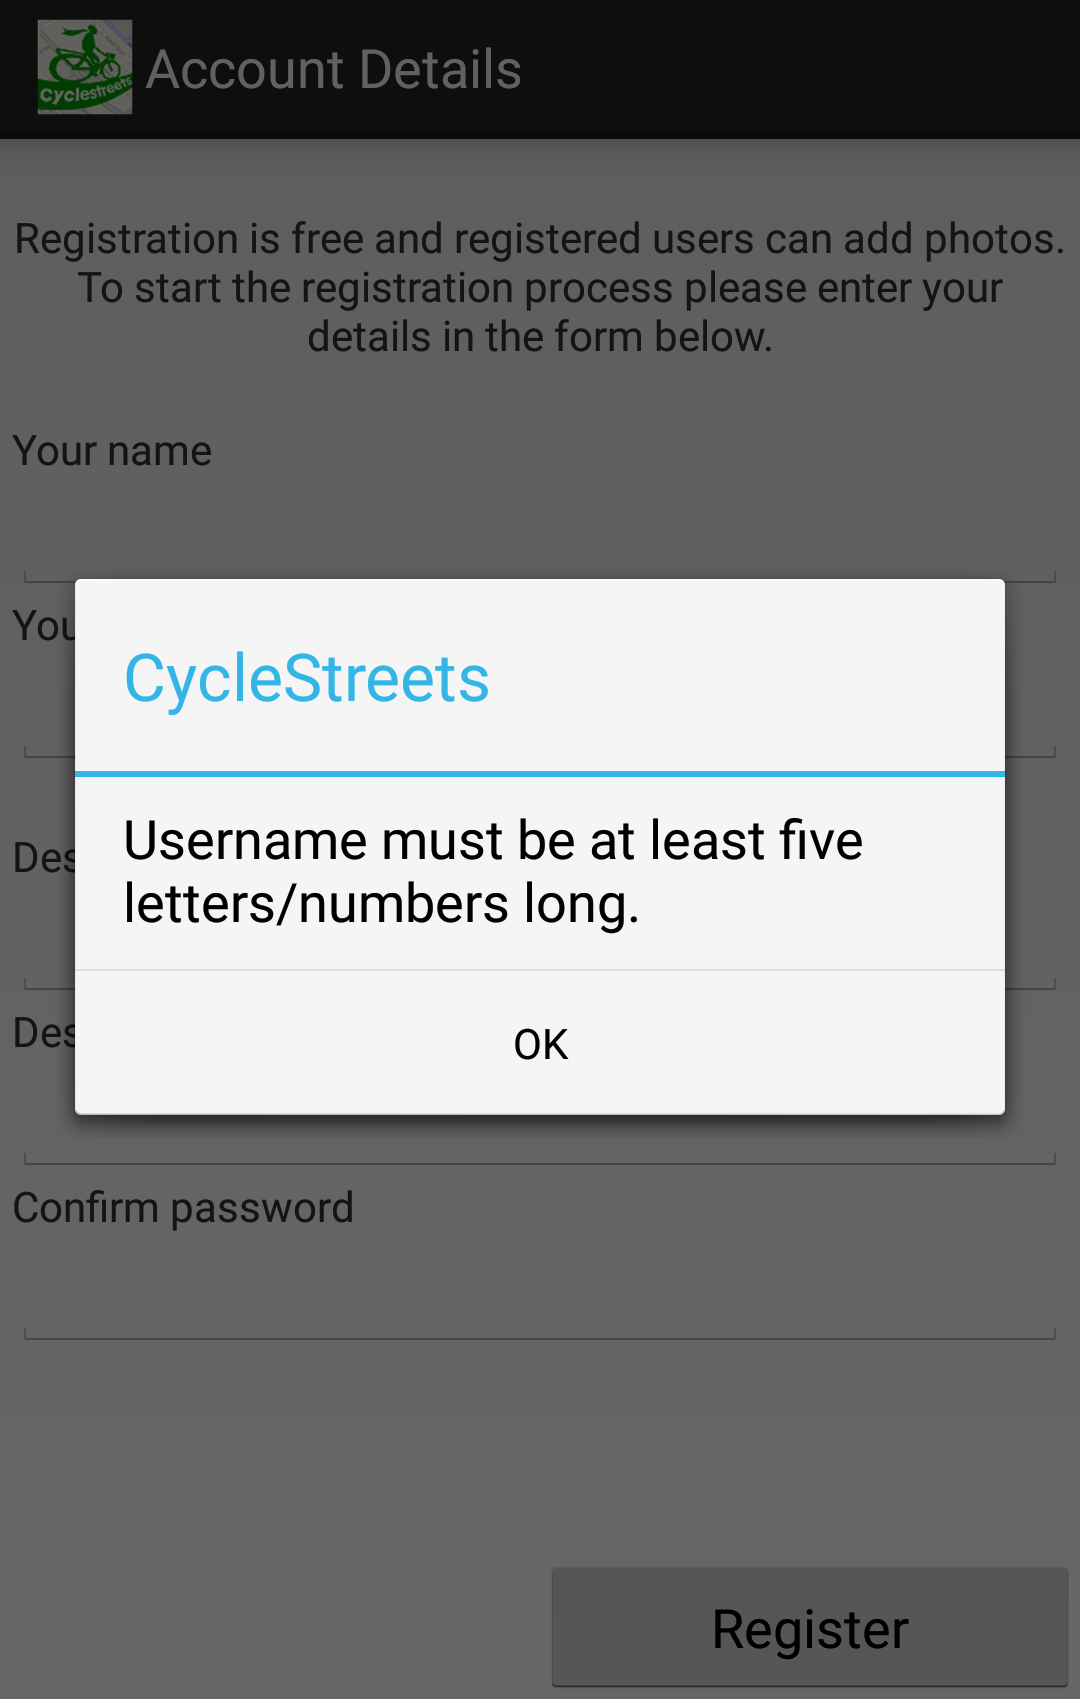 Cyclestreets
Account Details
Registration is free and registered users can add photos.
To start the registration process please enter your
details in the form below.
Your name
You
CycleStreets
Username must be at least five
letters/numbers long.
OK
Des
Des
Confirm password
Register